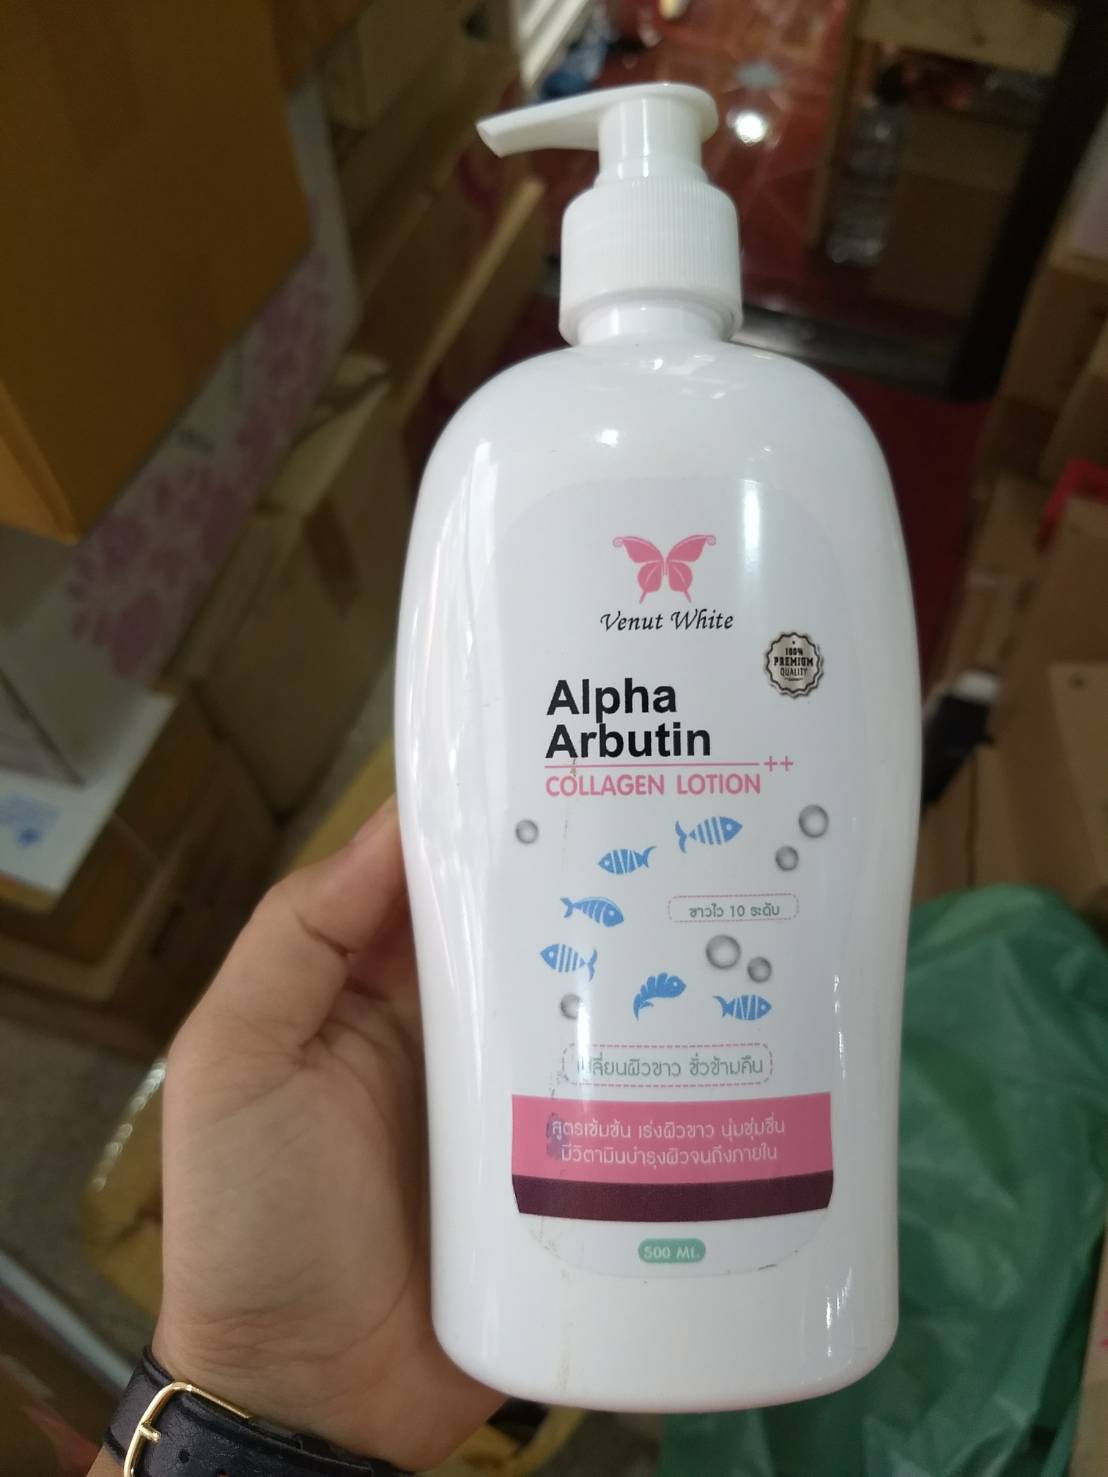 Venut White
100%
PREMIUM
QUALITY
Alpha
Arbutin
++
COLLAGEN LOTION
ขาวไว 10 ระดับ
เปลี่ยนผิวขาว ชั่วข้ามคืน
สูตรเข้มข้น เร่งผิวขาว นุ่มชุ่มชื่น
มีวิตามินบำรุงผิวจนถึงภายใน
500 ML